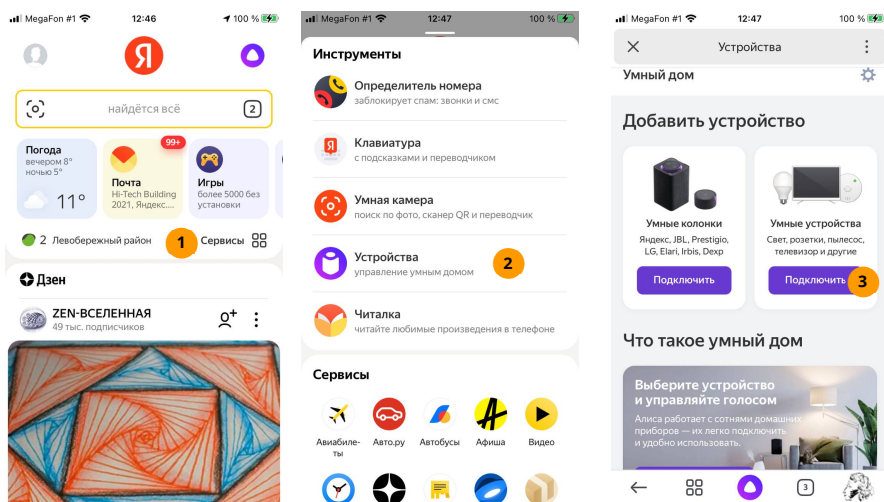 MegaFon #1
12:46
100 %
Я
найдётся всё
2
Погода
вечером 8°
ночью 5°
11°
99+
Почта
Hi-Tech Building
2021, Яндекс....
Игры
более 5000 без
установки
2 Левобережный район
1
Сервисы
Дзен
ZEN-ВСЕЛЕННАЯ
49 тыс. подписчиков
MegaFon #1
12:47
100 %
Инструменты
Определитель номера
заблокирует спам: звонки и смс
Я
Клавиатура
с подсказками и переводчиком
Умная камера
поиск по фото, сканер QR и переводчик
Устройства
управление умным домом
2
Читалка
читайте любимые произведения в телефоне
Сервисы
Авиабиле-
ты
Авто.ру
Автобусы
Афиша
Видео
MegaFon #1
12:47
100 %
Устройства
Умный дом
Добавить устройство
Умные колонки
Яндекс, JBL, Prestigio,
LG, Elari, Irbis, Dexp
Подключить
Умные устройства
Свет, розетки, пылесос,
телевизор и другие
Подключить
3
Что такое умный дом
Выберите устройство
и управляйте голосом
Алиса работает с сотнями домашних
приборов — их легко подключить
и удобно использовать.
3